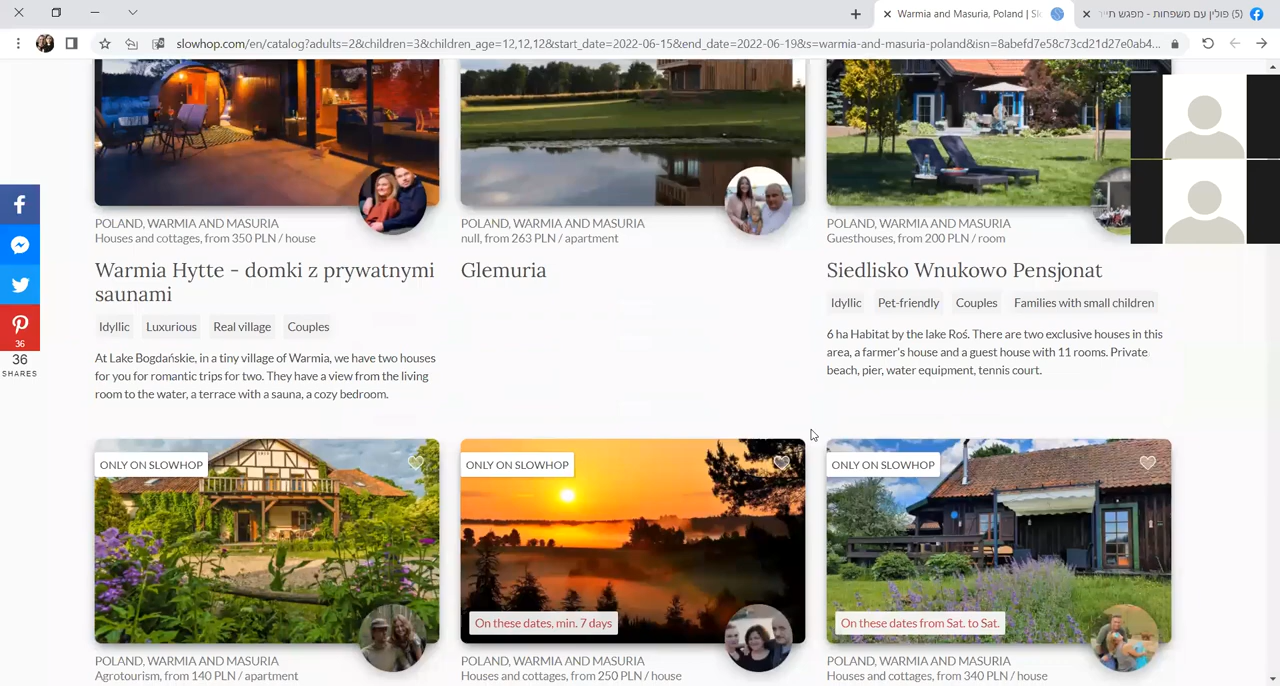 Warmia and Masuria, Poland | Sl
(5) פולין עם משפחות - מפגש תיי
slowhop.com/en/catalog?adults=2&children=3&children_age=12,12,12&start_date=2022-06-15&end_date=2022-06-19&s=warmia-and-masuria-poland&isn=8abefd7e58c73cd21d27e0ab4...
36
36
SHARES
POLAND, WARMIA AND MASURIA
Houses and cottages, from 350 PLN / house
Warmia Hytte - domki z prywatnymi
saunami
Idyllic
Luxurious
Real village
Couples
At Lake Bogdańskie, in a tiny village of Warmia, we have two houses
for you for romantic trips for two. They have a view from the living
room to the water, a terrace with a sauna, a cozy bedroom.
POLAND, WARMIA AND MASURIA
null, from 263 PLN / apartment
Glemuria
POLAND, WARMIA AND MASURIA
Guesthouses, from 200 PLN / room
Siedlisko Wnukowo Pensjonat
Idyllic
Pet-friendly
Couples
Families with small children
6 ha Habitat by the lake Roś. There are two exclusive houses in this
area, a farmer's house and a guest house with 11 rooms. Private
beach, pier, water equipment, tennis court.
ONLY ON SLOWHOP
POLAND, WARMIA AND MASURIA
Agrotourism, from 140 PLN / apartment
ONLY ON SLOWHOP
On these dates, min. 7 days
POLAND, WARMIA AND MASURIA
Houses and cottages, from 250 PLN / house
ONLY ON SLOWHOP
On these dates from Sat. to Sat.
POLAND, WARMIA AND MASURIA
Houses and cottages, from 340 PLN / house